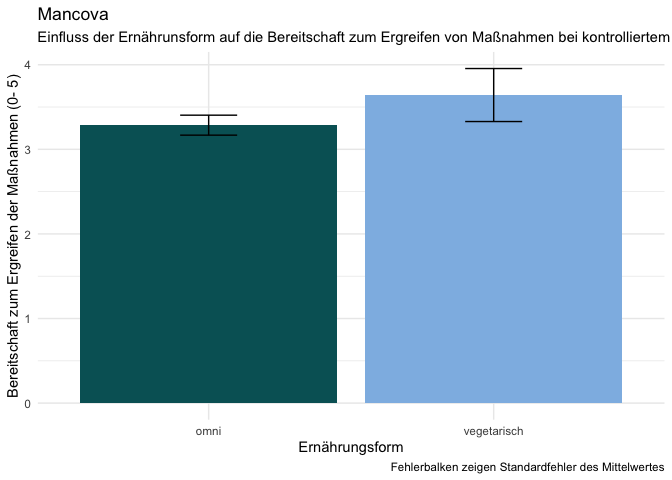 Mancova
Einfluss der Ernährunsform auf die Bereitschaft zum Ergreifen von Maßnahmen bei kontrolliertem
Bereitschaft zum Ergreifen der Maßnahmen (0- 5)
4
3
2
1
0
omni
vegetarisch
Ernährungsform
Fehlerbalken zeigen Standardfehler des Mittelwertes